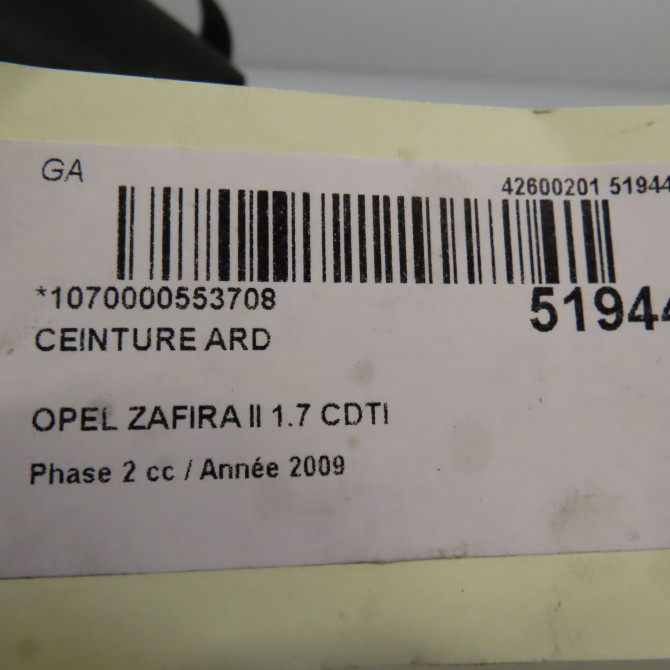 GA
42600201 51944
*1070000553708
51944
CEINTURE ARD
OPEL ZAFIRA II 1.7 CDTI
Phase 2 cc / Année 2009